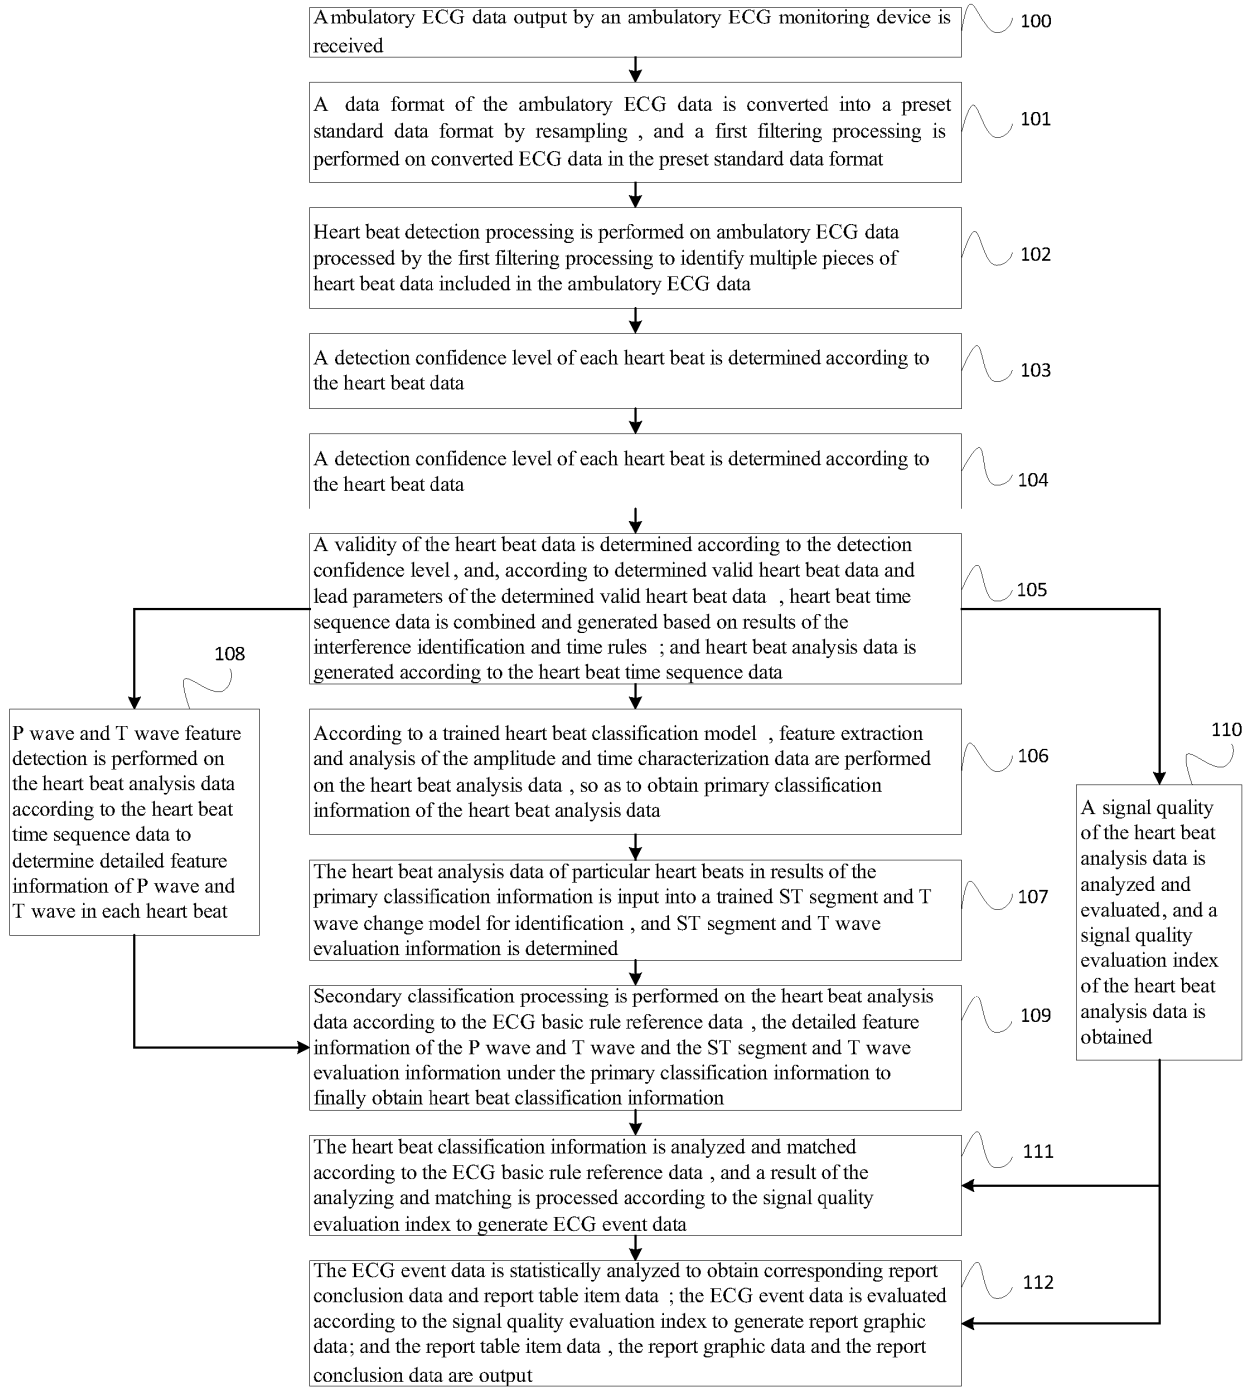 Ambulatory ECG data output by an ambulatory ECG monitoring device is
received
100
A data format of the ambulatory ECG data is converted into a preset
standard data format by resampling , and a first filtering processing is
performed on converted ECG data in the preset standard data format
101
Heart beat detection processing is performed on ambulatory ECG data
processed by the first filtering processing to identify multiple pieces of
heart beat data included in the ambulatory ECG data
102
A detection confidence level of each heart beat is determined according to
the heart beat data
103
A detection confidence level of each heart beat is determined according to
the heart beat data
104
A validity of the heart beat data is determined according to the detection
confidence level , and, according to determined valid heart beat data and
lead parameters of the determined valid heart beat data , heart beat time
sequence data is combined and generated based on results of the
interference identification and time rules ; and heart beat analysis data is
generated according to the heart beat time sequence data
105
108
P wave and T wave feature
detection is performed on
the heart beat analysis data
according to the heart beat
time sequence data to
determine detailed feature
information of P wave and
T wave in each heart beat
According to a trained heart beat classification model , feature extraction
and analysis of the amplitude and time characterization data are performed
on the heart beat analysis data , so as to obtain primary classification
information of the heart beat analysis data
106
110
A signal quality
of the heart beat
analysis data is
analyzed and
evaluated, and a
signal quality
evaluation index
of the heart beat
analysis data is
obtained
The heart beat analysis data of particular heart beats in results of the
primary classification information is input into a trained ST segment and T
wave change model for identification , and ST segment and T wave
evaluation information is determined
107
Secondary classification processing is performed on the heart beat analysis
data according to the ECG basic rule reference data , the detailed feature
information of the P wave and T wave and the ST segment and T wave
evaluation information under the primary classification information to
finally obtain heart beat classification information
109
The heart beat classification information is analyzed and matched
according to the ECG basic rule reference data , and a result of the
analyzing and matching is processed according to the signal quality
evaluation index to generate ECG event data
111
The ECG event data is statistically analyzed to obtain corresponding report
conclusion data and report table item data ; the ECG event data is evaluated
according to the signal quality evaluation index to generate report graphic
data; and the report table item data , the report graphic data and the report
conclusion data are output
112